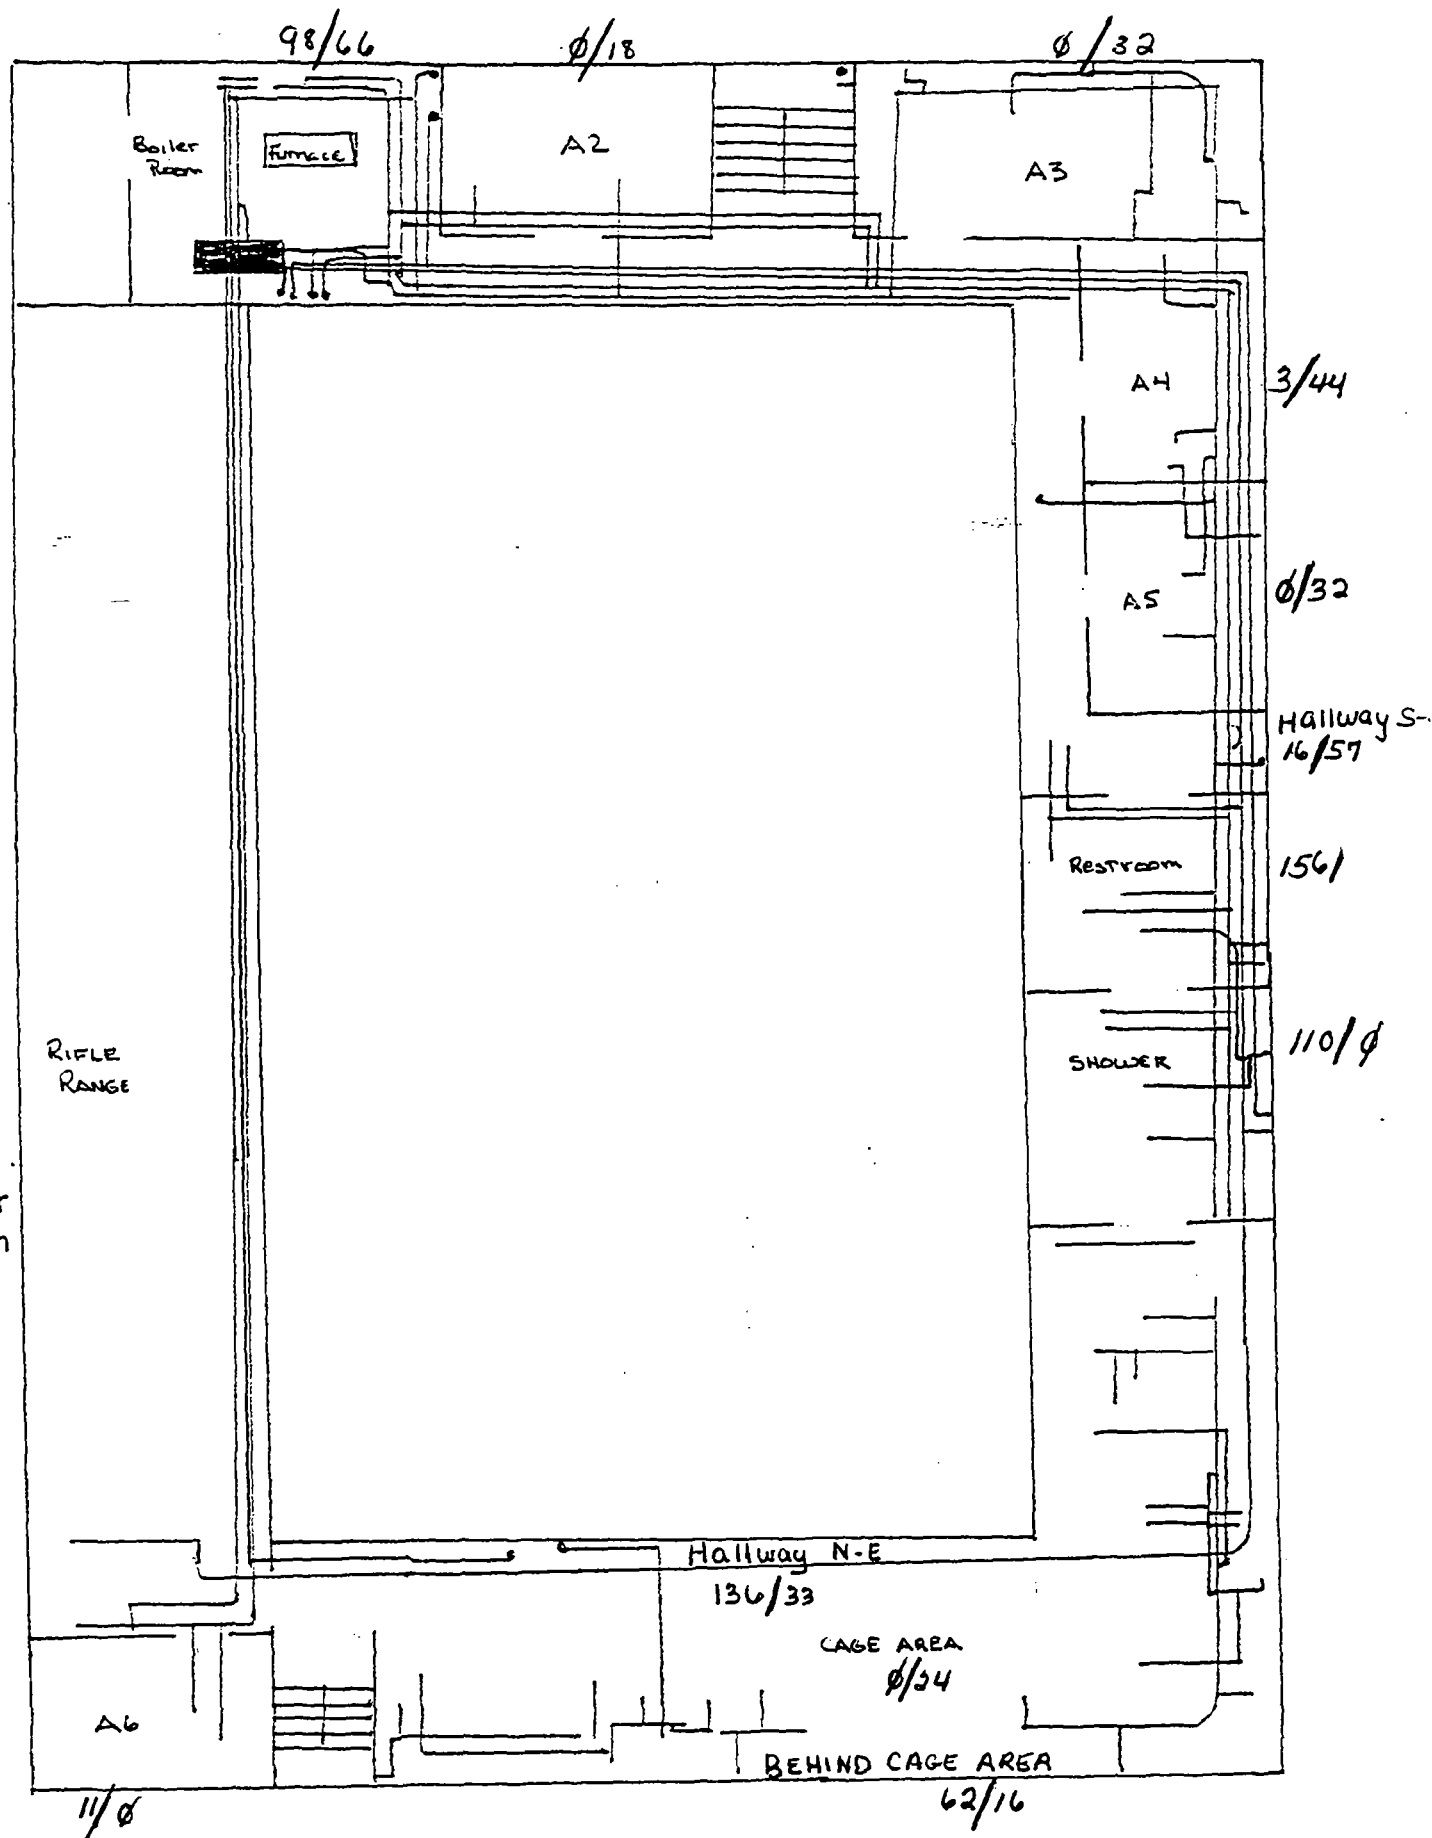 98/66
Ø/18
Ø/32
Boiler
Room
Furnace
A2
A3
A4
3/44
A5
Ø/32
Hallway S-
16/57
Restroom
156/
RIFLE
RANGE
SHOWER
110/Ø
Hallway N-E
136/33
CAGE AREA
Ø/24
A6
BEHIND CAGE AREA
11/Ø
62/16